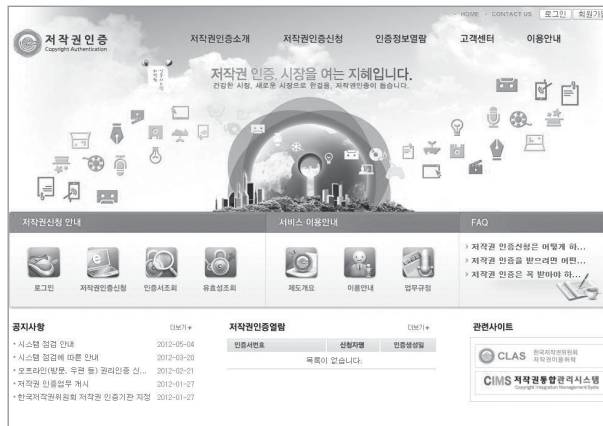 HOME · CONTACT US 로그인 회원가입
저작권인증
Copyright Authentication
저작권인증소개 저작권인증신청 인증정보열람 고객센터 이용안내
저작권 인증, 시장을 여는 지혜입니다.
건강한 시장, 새로운 시장으로 한걸음, 저작권인증이 돕습니다.
저작권신청 안내
로그인 저작권인증신청 인증서조회 유효성조회
서비스 이용안내
제도개요 이용안내 업무규정
FAQ
> 저작권 인증신청은 어떻게 하...
> 저작권 인증을 받으려면 어떤...
> 저작권 인증은 꼭 받아야 하...
공지사항 더보기+
• 시스템 점검 안내 2012-05-04
• 시스템 점검에 따른 안내 2012-03-20
• 오프라인(방문, 우편 등) 권리인증 신... 2012-02-21
• 저작권 인증업무 개시 2012-01-27
• 한국저작권위원회 저작권 인증기관 지정 2012-01-27
저작권인증열람 더보기+
인증서번호 신청자명 인증생성일
목록이 없습니다.
관련사이트
CLAS 한국저작권위원회
저작권이용허락
CIMS 저작권통합관리시스템
Copyright Integration Management Syste